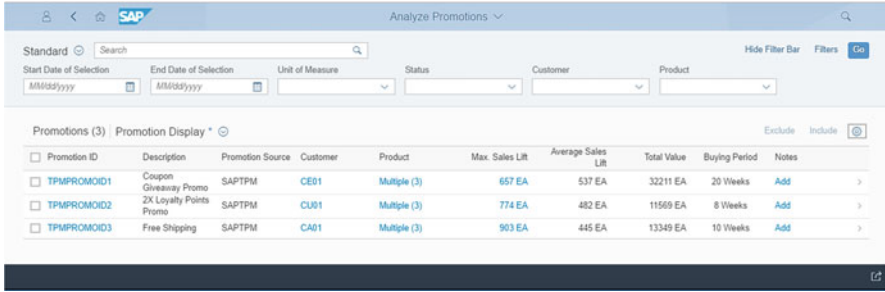 SAP Analyze Promotions
Standard Search Hide Filter Bar Filters Go
Start Date of Selection End Date of Selection Unit of Measure Status Customer Product
MM/dd/yyyy MM/dd/yyyy
Promotions (3) Promotion Display * Exclude Include
Promotion ID Description Promotion Source Customer Product Max. Sales Lift Average Sales Lift Total Value Buying Period Notes
TPMPROMOID1 Coupon Giveaway Promo SAPTPM CE01 Multiple (3) 657 EA 537 EA 32211 EA 20 Weeks Add
TPMPROMOID2 2X Loyalty Points Promo SAPTPM CU01 Multiple (3) 774 EA 482 EA 11569 EA 8 Weeks Add
TPMPROMOID3 Free Shipping SAPTPM CA01 Multiple (3) 903 EA 445 EA 13349 EA 10 Weeks Add